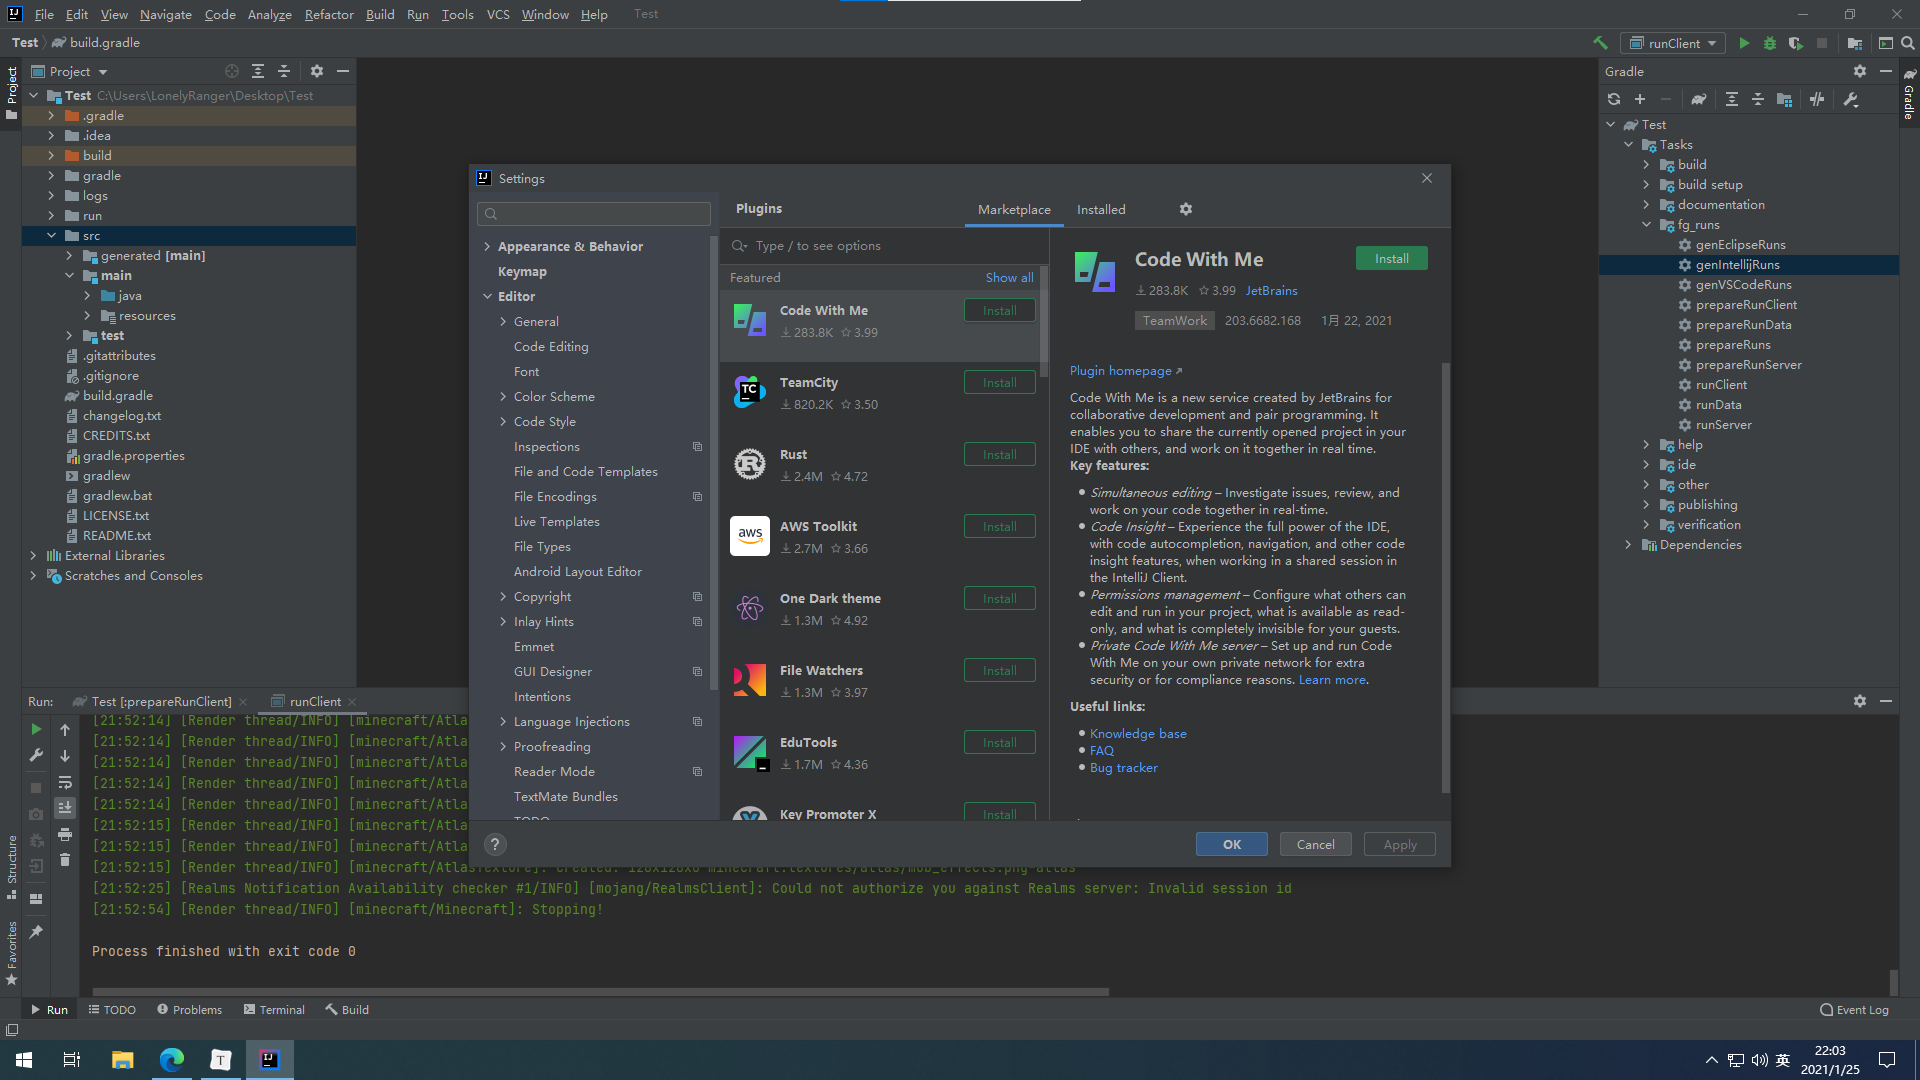 File Edit View Navigate Code Analyze Refactor Build Run Tools VCS Window Help Test
Test build.gradle
runClient
Project
Project
Gradle
Gradle
Test C:\Users\LonelyRanger\Desktop\Test
.gradle
.idea
build
gradle
logs
run
src
generated [main]
main
java
resources
test
.gitattributes
.gitignore
build.gradle
changelog.txt
CREDITS.txt
gradle.properties
gradlew
gradlew.bat
LICENSE.txt
README.txt
External Libraries
Scratches and Consoles
Settings
Appearance & Behavior
Keymap
Editor
General
Code Editing
Font
Color Scheme
Code Style
Inspections
File and Code Templates
File Encodings
Live Templates
File Types
Android Layout Editor
Copyright
Inlay Hints
Emmet
GUI Designer
Intentions
Language Injections
Proofreading
Reader Mode
TextMate Bundles
TODO
Plugins
Marketplace
Installed
Type / to see options
Featured Show all
Code With Me Install
283.8K 3.99
TeamCity Install
820.2K 3.50
Rust Install
2.4M 4.72
AWS Toolkit Install
2.7M 3.66
One Dark theme Install
1.3M 4.92
File Watchers Install
1.3M 3.97
EduTools Install
1.7M 4.36
Key Promoter X Install
Code With Me Install
283.8K 3.99 JetBrains
TeamWork 203.6682.168 1月 22, 2021
Plugin homepage
Code With Me is a new service created by JetBrains for
collaborative development and pair programming. It
enables you to share the currently opened project in your
IDE with others, and work on it together in real time.
Key features:
Simultaneous editing – Investigate issues, review, and
work on your code together in real-time.
Code Insight – Experience the full power of the IDE,
with code autocompletion, navigation, and other code
insight features, when working in a shared session in
the IntelliJ Client.
Permissions management – Configure what others can
edit and run in your project, what is available as read-
only, and what is completely invisible for your guests.
Private Code With Me server – Set up and run Code
With Me on your own private network for extra
security or for compliance reasons. Learn more.
Useful links:
Knowledge base
FAQ
Bug tracker
? OK Cancel Apply
Test
Tasks
build
build setup
documentation
fg_runs
genEclipseRuns
genIntellijRuns
genVSCodeRuns
prepareRunClient
prepareRunData
prepareRuns
prepareRunServer
runClient
runData
runServer
help
ide
other
publishing
verification
Dependencies
Run: Test [:prepareRunClient] runClient
[21:52:14] [Render thread/INFO] [minecraft/Atla
[21:52:14] [Render thread/INFO] [minecraft/Atla
[21:52:14] [Render thread/INFO] [minecraft/Atla
[21:52:14] [Render thread/INFO] [minecraft/Atla
[21:52:14] [Render thread/INFO] [minecraft/Atla
[21:52:15] [Render thread/INFO] [minecraft/Atla
[21:52:15] [Render thread/INFO] [minecraft/Atla
[21:52:15] [Render thread/INFO] [minecraft/AtlasTexture]: Created: 128x128x0 minecraft:textures/atlas/mob_effects.png-atlas
[21:52:25] [Realms Notification Availability checker #1/INFO] [mojang/RealmsClient]: Could not authorize you against Realms server: Invalid session id
[21:52:54] [Render thread/INFO] [minecraft/Minecraft]: Stopping!
Process finished with exit code 0
Structure
Favorites
Run TODO Problems Terminal Build Event Log
英
22:03
2021/1/25